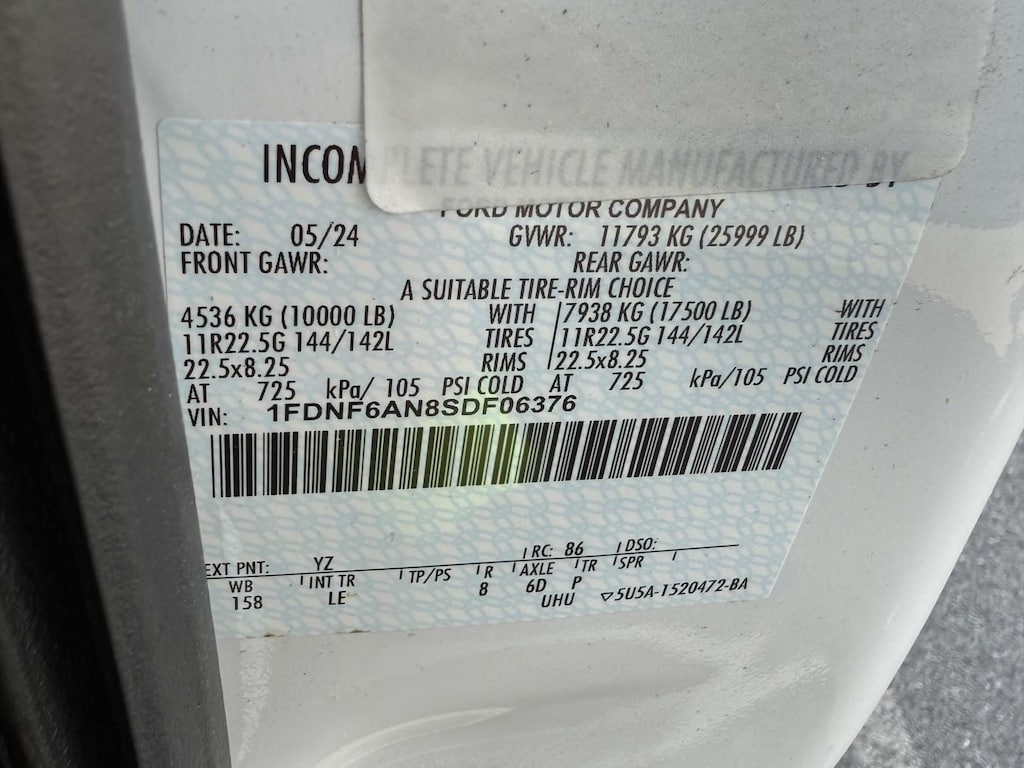 INCOMPLETE VEHICLE MANUFACTURED BY
FORD MOTOR COMPANY
DATE: 05/24 GVWR: 11793 KG (25999 LB)
FRONT GAWR: REAR GAWR:
A SUITABLE TIRE-RIM CHOICE
4536 KG (10000 LB) WITH 7938 KG (17500 LB) WITH
11R22.5G 144/142L TIRES 11R22.5G 144/142L TIRES
22.5x8.25 RIMS 22.5x8.25 RIMS
AT 725 kPa/ 105 PSI COLD AT 725 kPa/105 PSI COLD
VIN: 1FDNF6AN8SDF06376
EXT PNT: YZ RC: 86 DSO:
WB INT TR TP/PS R AXLE TR SPR
158 LE 8 6D P
UHU ▽5U5A-1520472-BA